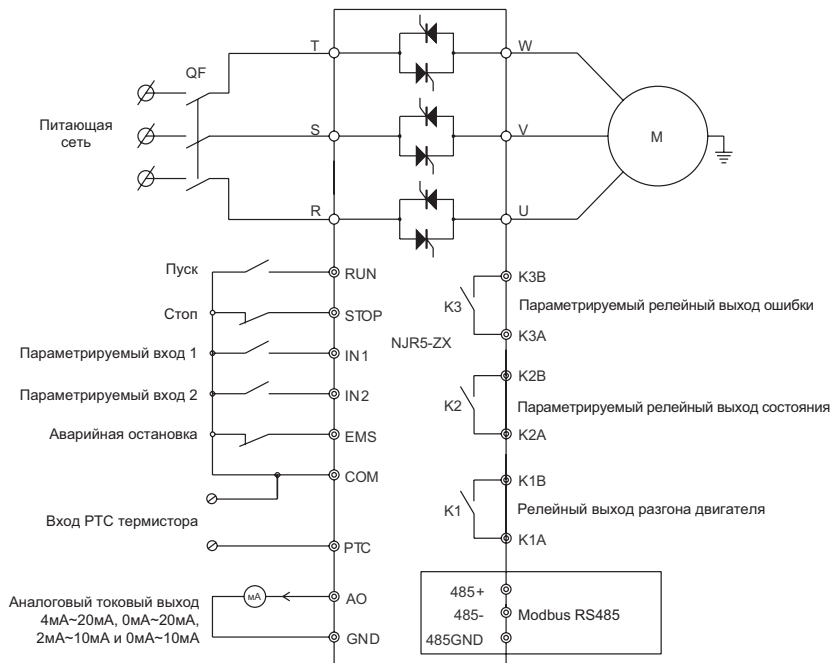 T
W
QF
Питающая
сеть
S
V
M
R
U
Пуск
RUN
Стоп
STOP
Параметрируемый вход 1
IN1
Параметрируемый вход 2
IN2
Аварийная остановка
EMS
COM
Вход PTC термистора
PTC
Аналоговый токовый выход
4мА~20мА, 0мА~20мА,
2мА~10мА и 0мА~10мА
мА
AO
GND
NJR5-ZX
K3B
K3
Параметрируемый релейный выход ошибки
K3A
K2B
K2
Параметрируемый релейный выход состояния
K2A
K1B
K1
Релейный выход разгона двигателя
K1A
485+
485-
Modbus RS485
485GND